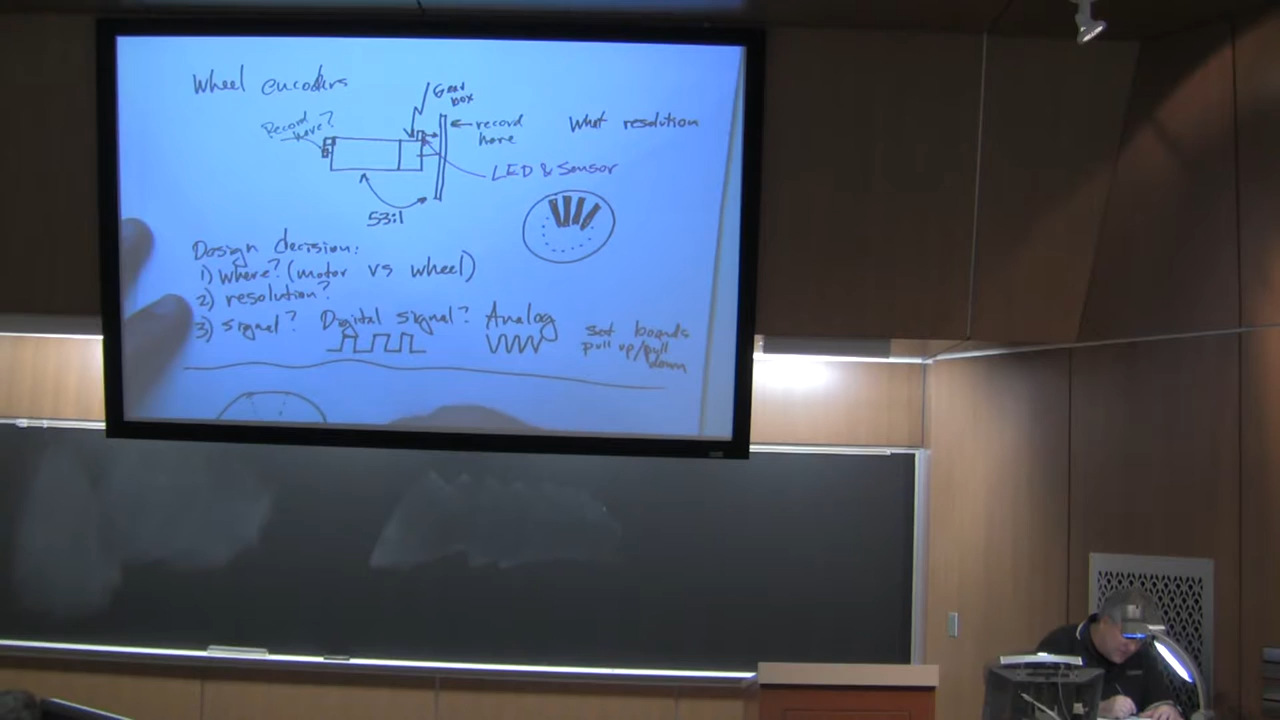 Wheel encoders
Gear
box
Record
here?
record
here
What resolution
LED & Sensor
53:1
Design decision:
1) where? (motor vs wheel)
2) resolution?
3) signal? Digital signal? Analog
set boards
pull up/pull
down